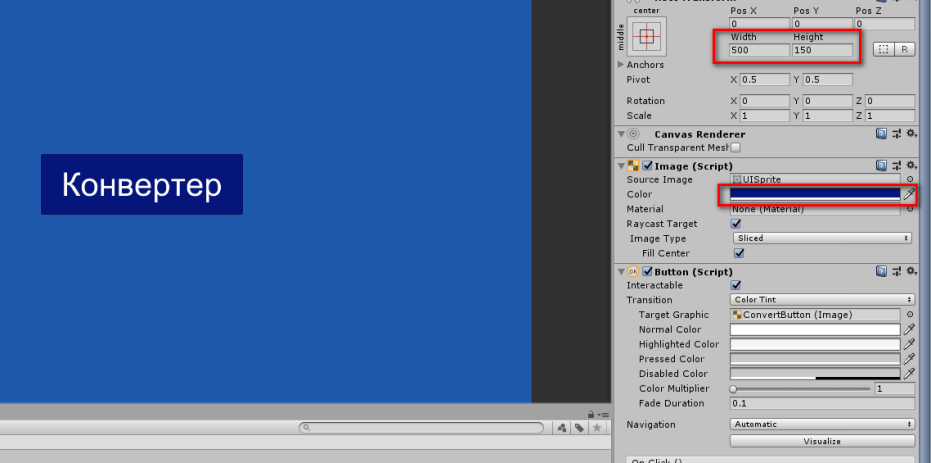 Конвертер
center
Pos X Pos Y Pos Z
0 0 0
middle
Width Height
500 150
R
Anchors
Pivot X 0.5 Y 0.5
Rotation X 0 Y 0 Z 0
Scale X 1 Y 1 Z 1
Canvas Renderer
Cull Transparent Mesh
Image (Script)
Source Image UISprite
Color
Material None (Material)
Raycast Target
Image Type Sliced
Fill Center
OK Button (Script)
Interactable
Transition Color Tint
Target Graphic ConvertButton (Image)
Normal Color
Highlighted Color
Pressed Color
Disabled Color
Color Multiplier 1
Fade Duration 0.1
Navigation Automatic
Visualize
On Click ()